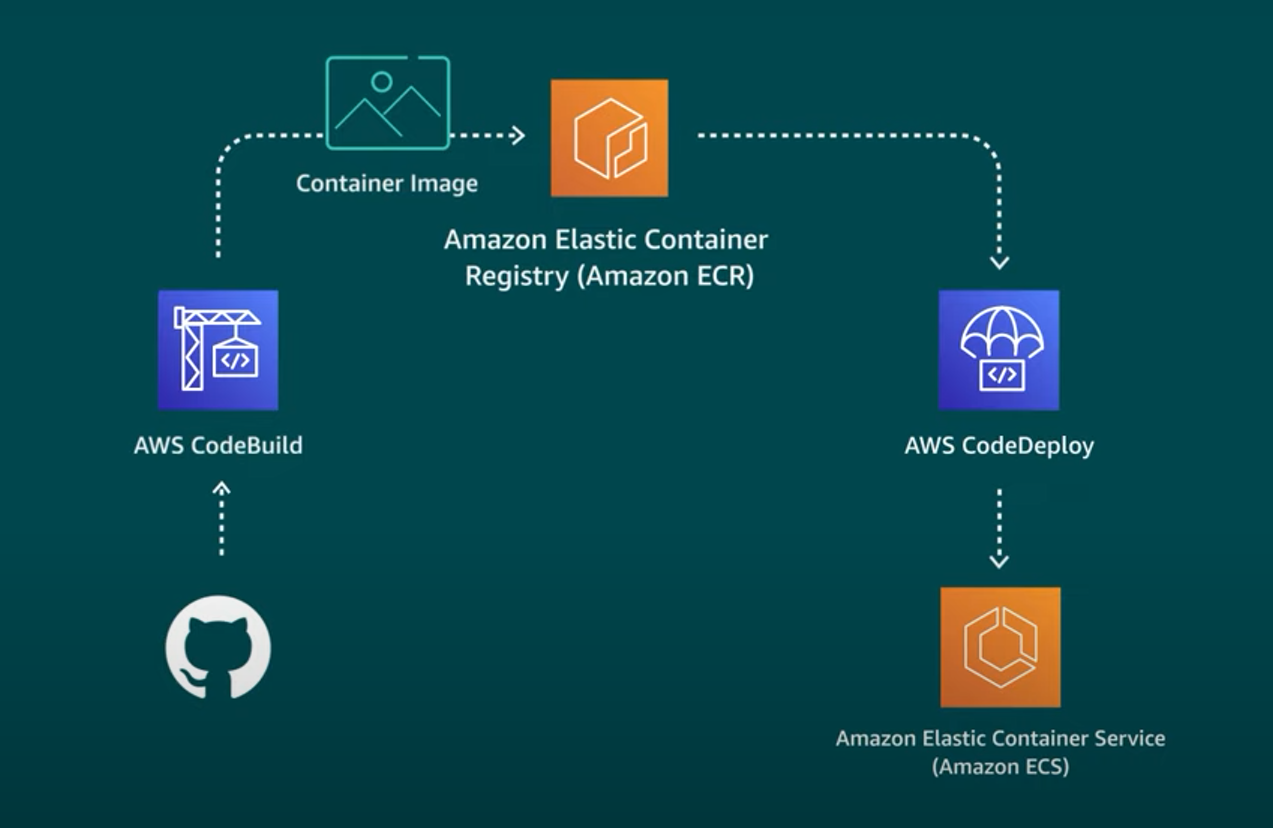 Container Image
Amazon Elastic Container
Registry (Amazon ECR)
</>
</>
AWS CodeBuild
AWS CodeDeploy
Amazon Elastic Container Service
(Amazon ECS)